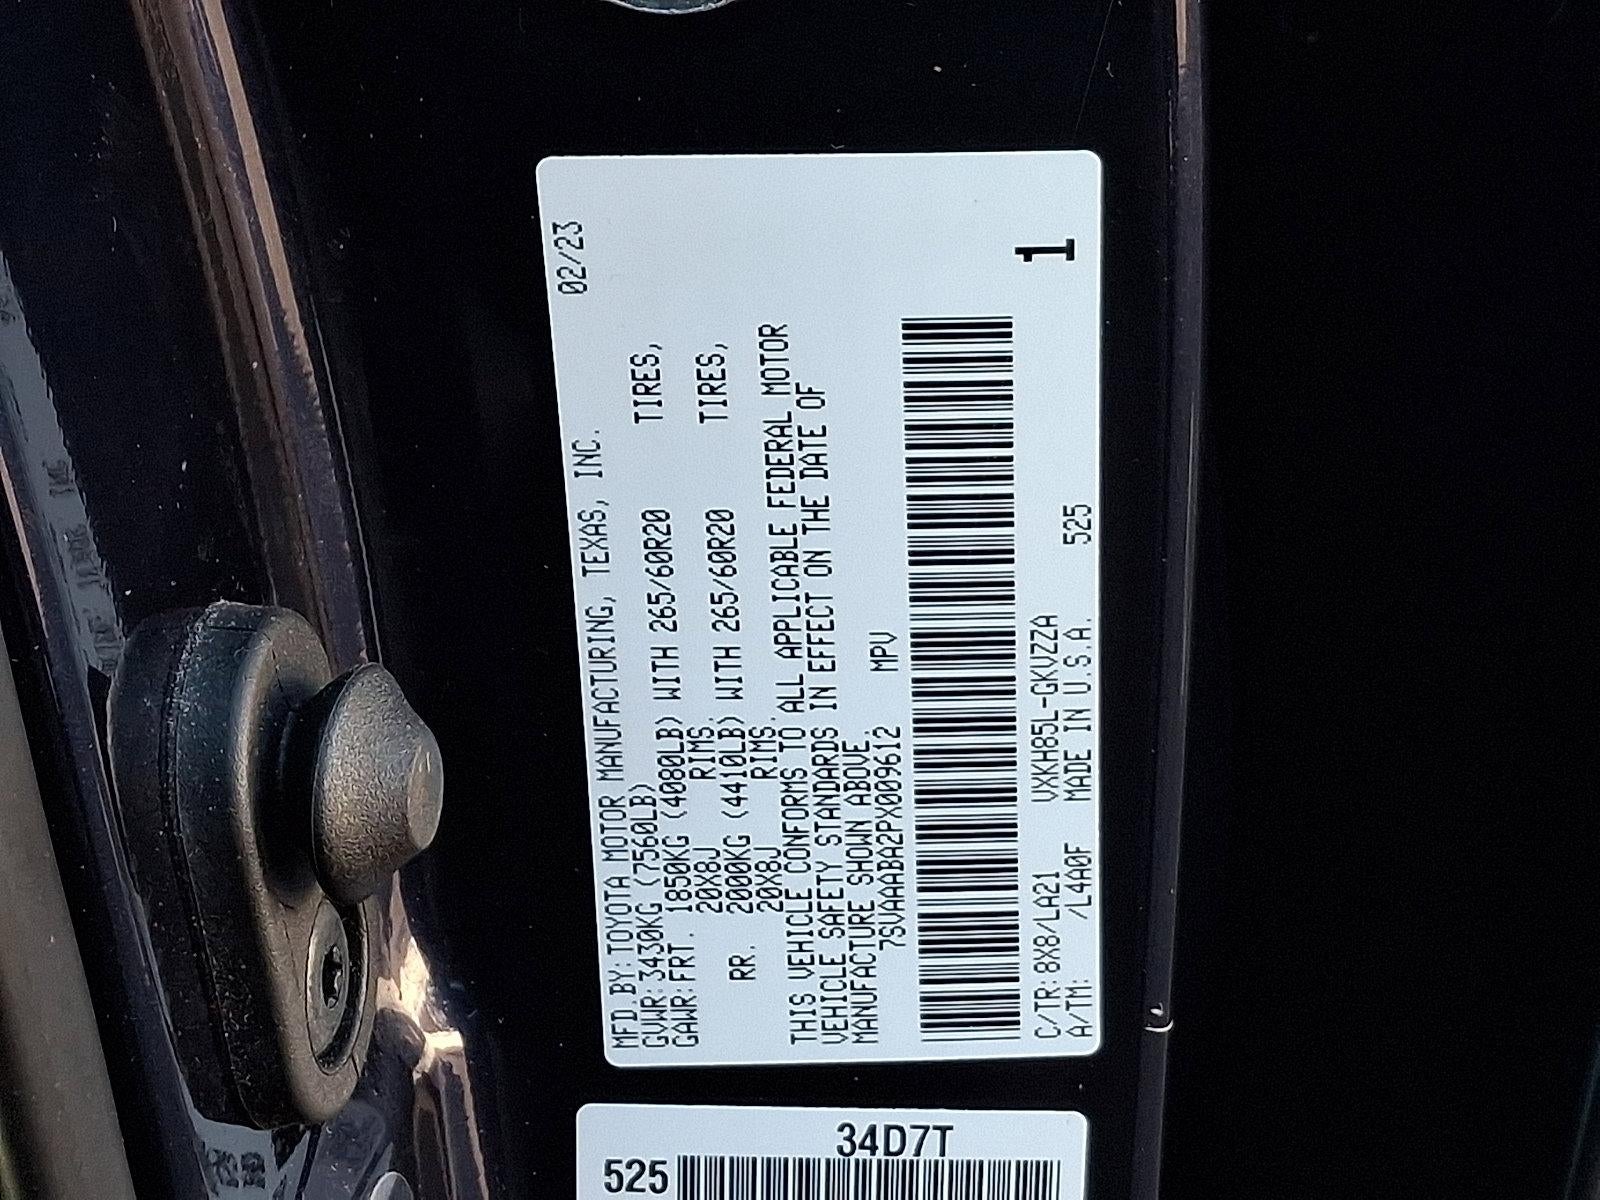 MFD.BY:TOYOTA MOTOR MANUFACTURING, TEXAS, INC. 02/23
GVWR:3430KG (7560LB)
GAWR:FRT. 1850KG (4080LB) WITH 265/60R20 TIRES,
20X8J RIMS.
RR. 2000KG (4410LB) WITH 265/60R20 TIRES,
20X8J RIMS.
THIS VEHICLE CONFORMS TO ALL APPLICABLE FEDERAL MOTOR
VEHICLE SAFETY STANDARDS IN EFFECT ON THE DATE OF
MANUFACTURE SHOWN ABOVE.
7SVAAABA2PX009612 MPV
C/TR:8X8/LA21 VXKH85L-GKVZZA 1
A/TM: /L4A0F MADE IN U.S.A. 525
525 34D7T